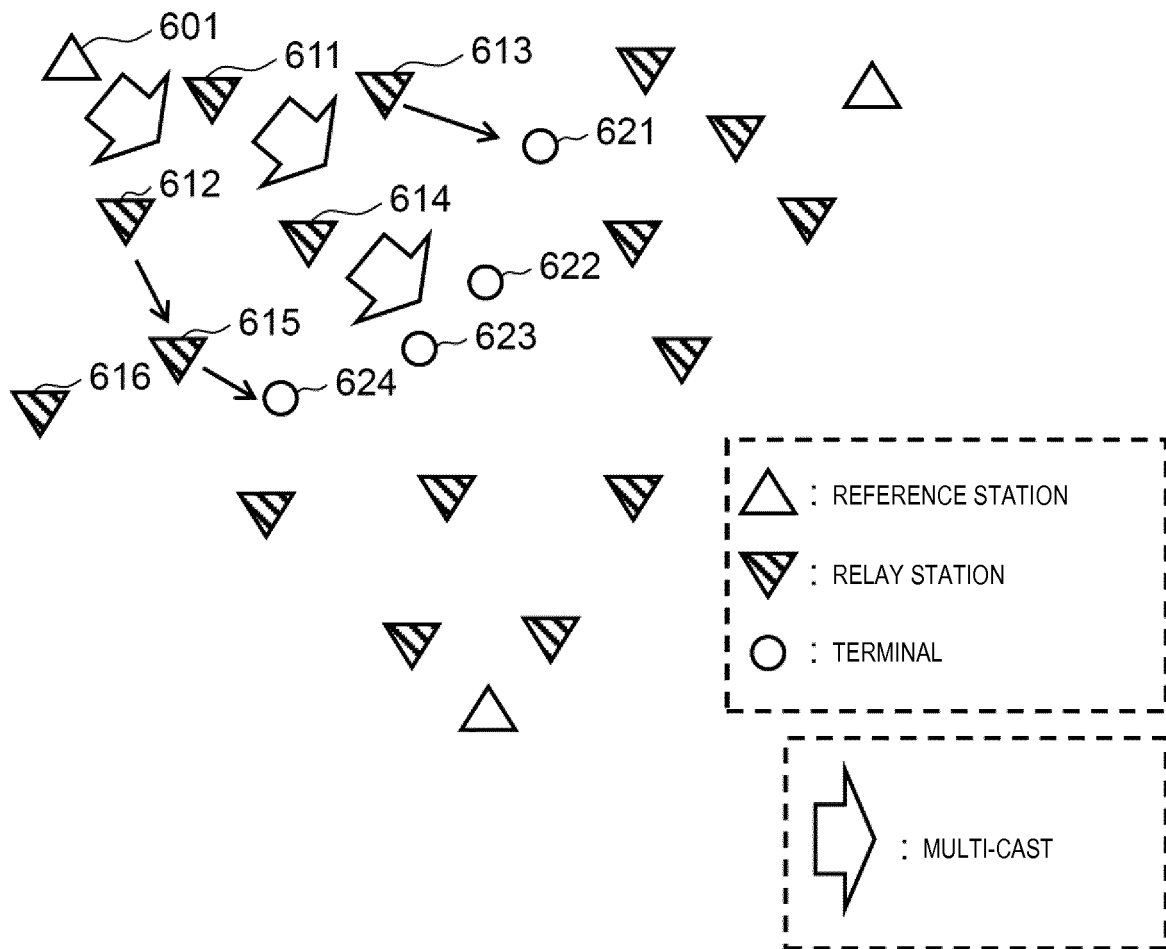 601
611
613
621
612
614
622
615
623
616
624
: REFERENCE STATION
: RELAY STATION
: TERMINAL
: MULTI-CAST